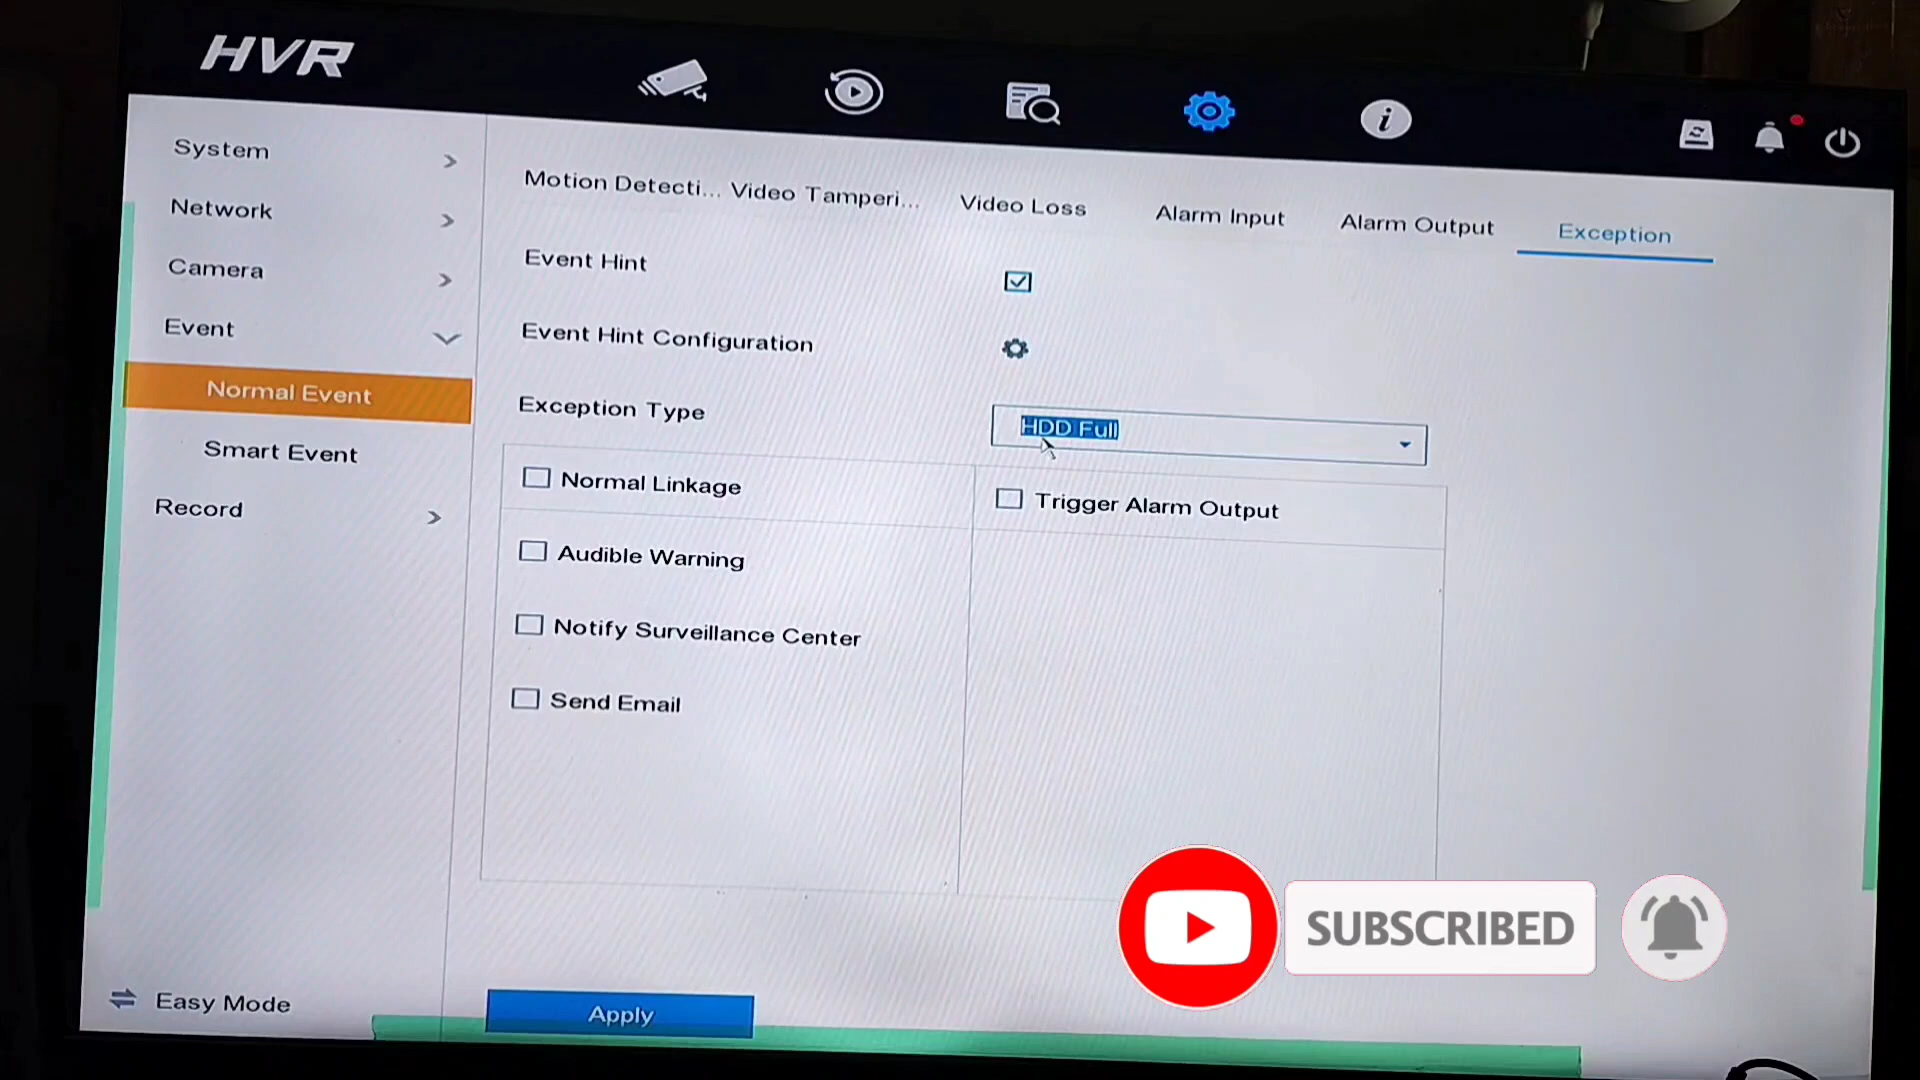 HVR
System
Network
Camera
Event
Normal Event
Smart Event
Record
Easy Mode
Motion Detecti... Video Tamperi... Video Loss Alarm Input Alarm Output Exception
Event Hint
Event Hint Configuration
Exception Type HDD Full
Normal Linkage Trigger Alarm Output
Audible Warning
Notify Surveillance Center
Send Email
Apply
SUBSCRIBED